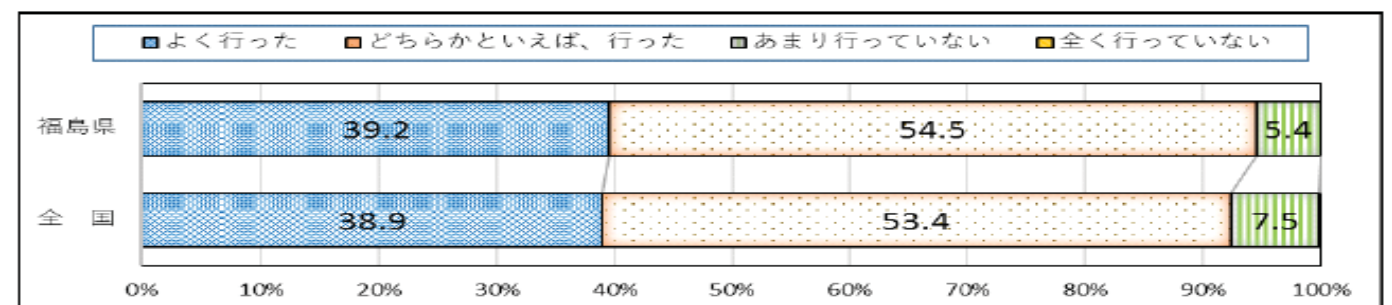 よく行った どちらかといえば、行った あまり行っていない 全く行っていない
福島県 39.2 54.5 5.4
全 国 38.9 53.4 7.5
0% 10% 20% 30% 40% 50% 60% 70% 80% 90% 100%